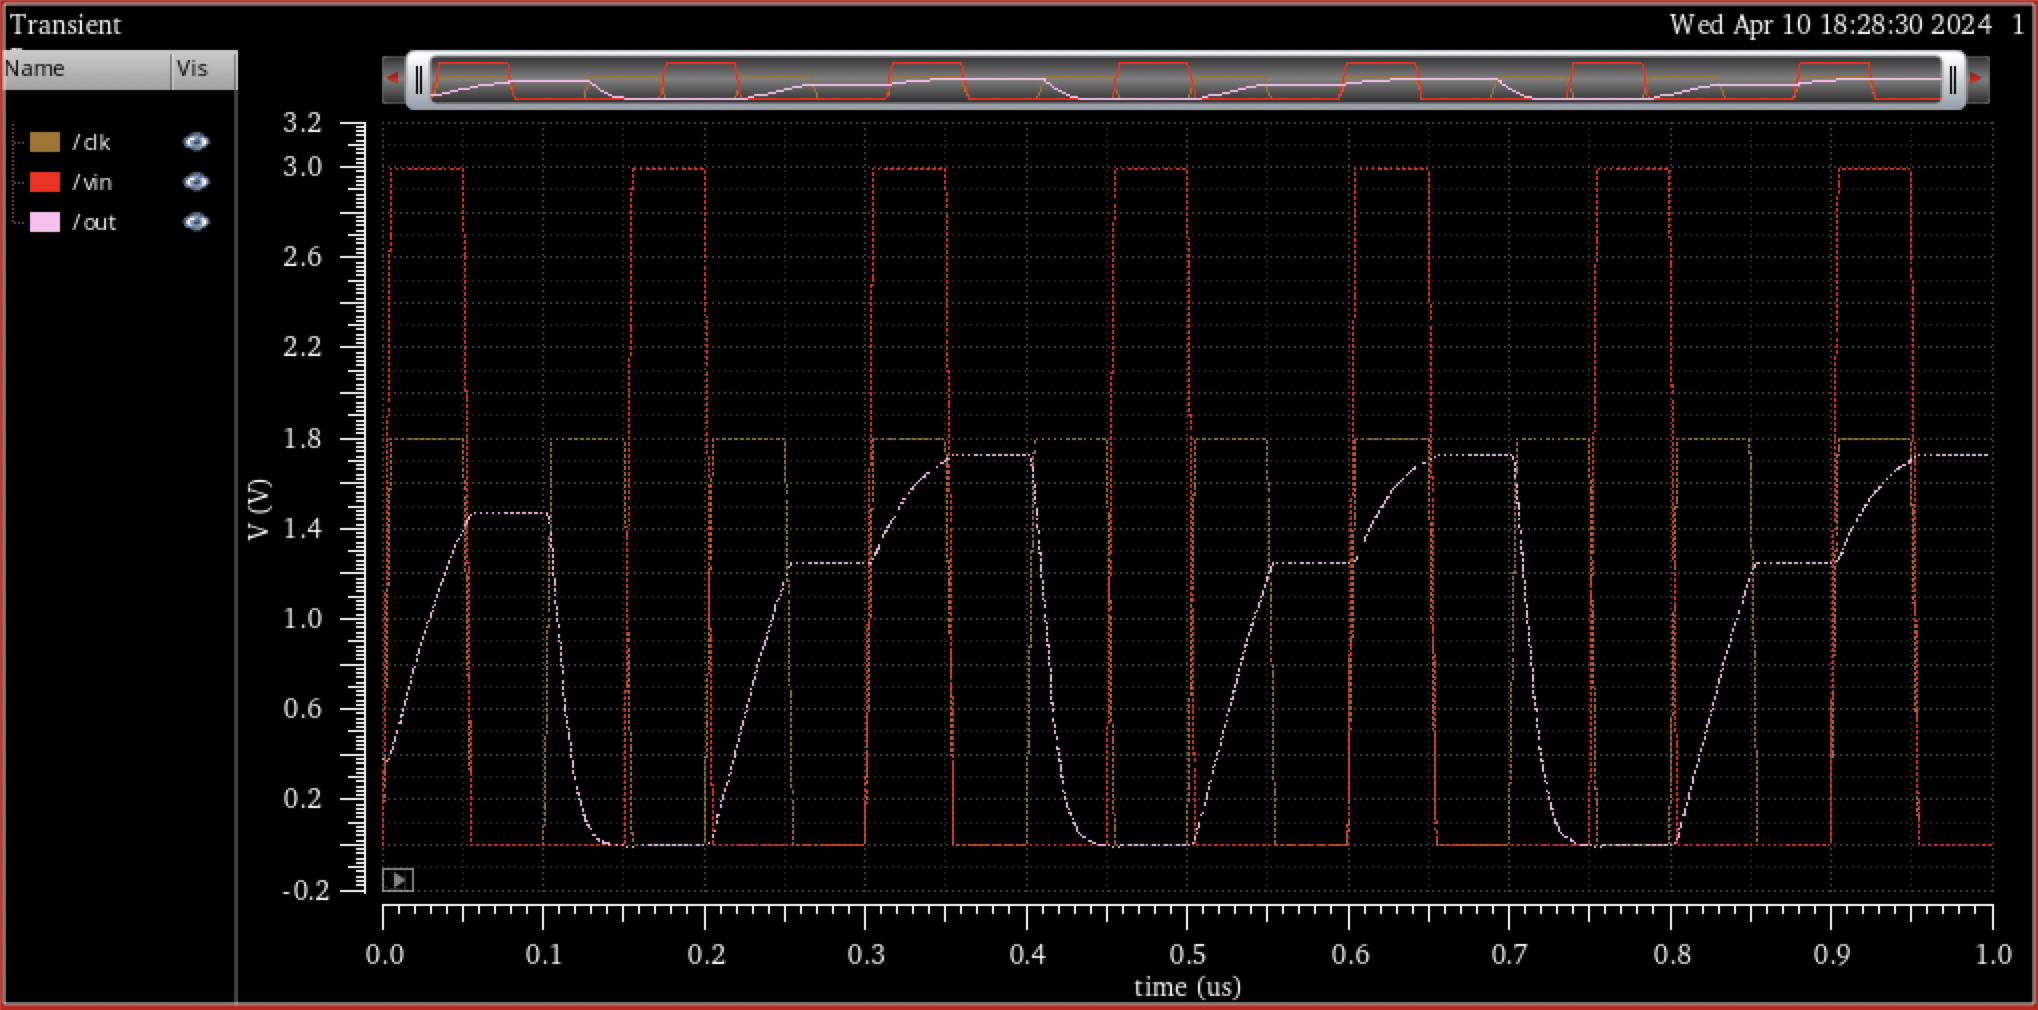 Transient
Wed Apr 10 18:28:30 2024 1
Name Vis
/clk
/vin
/out
3.2
3.0
2.6
2.2
1.8
1.4
1.0
0.6
0.2
-0.2
V (V)
0.0 0.1 0.2 0.3 0.4 0.5 0.6 0.7 0.8 0.9 1.0
time (us)